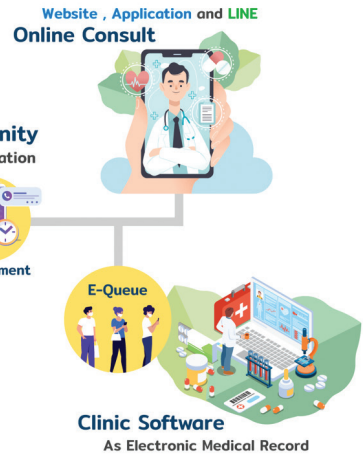 Website , Application and LINE
Online Consult
nity
ation
ment
E-Queue
Clinic Software
As Electronic Medical Record